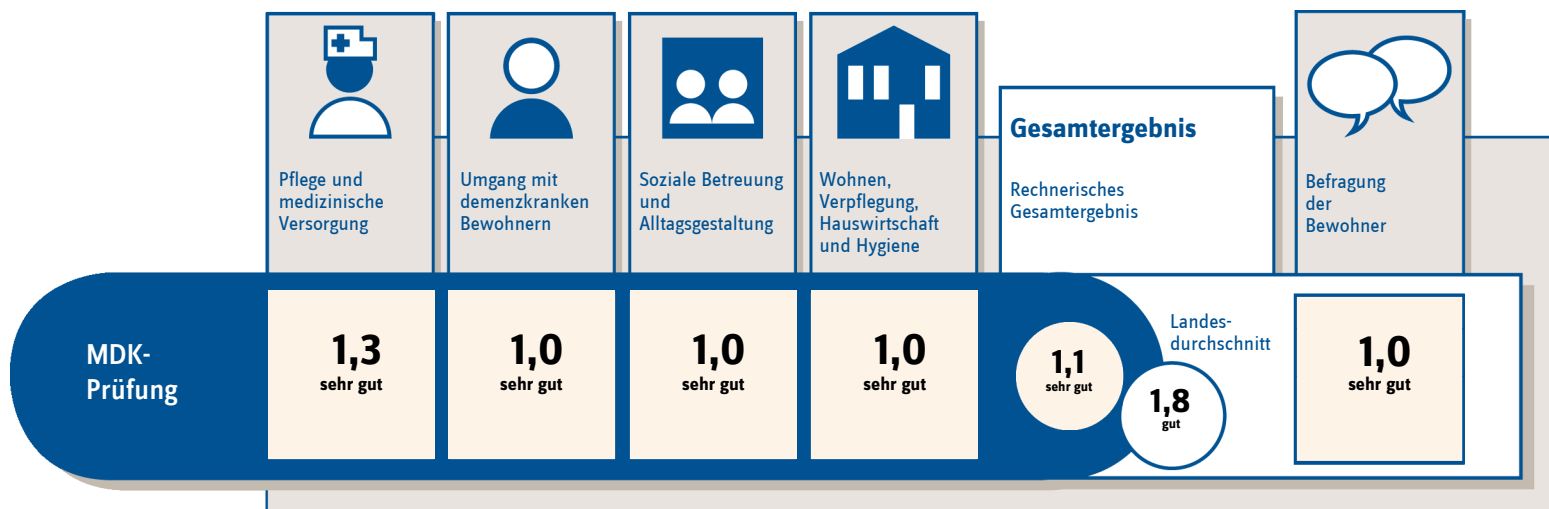 Pflege und
medizinische
Versorgung
Umgang mit
demenzkranken
Bewohnern
Soziale Betreuung
und
Alltagsgestaltung
Wohnen,
Verpflegung,
Hauswirtschaft
und Hygiene
Gesamtergebnis
Rechnerisches
Gesamtergebnis
Befragung
der
Bewohner
MDK-
Prüfung
1,3
sehr gut
1,0
sehr gut
1,0
sehr gut
1,0
sehr gut
1,1
sehr gut
Landes-
durchschnitt
1,8
gut
1,0
sehr gut